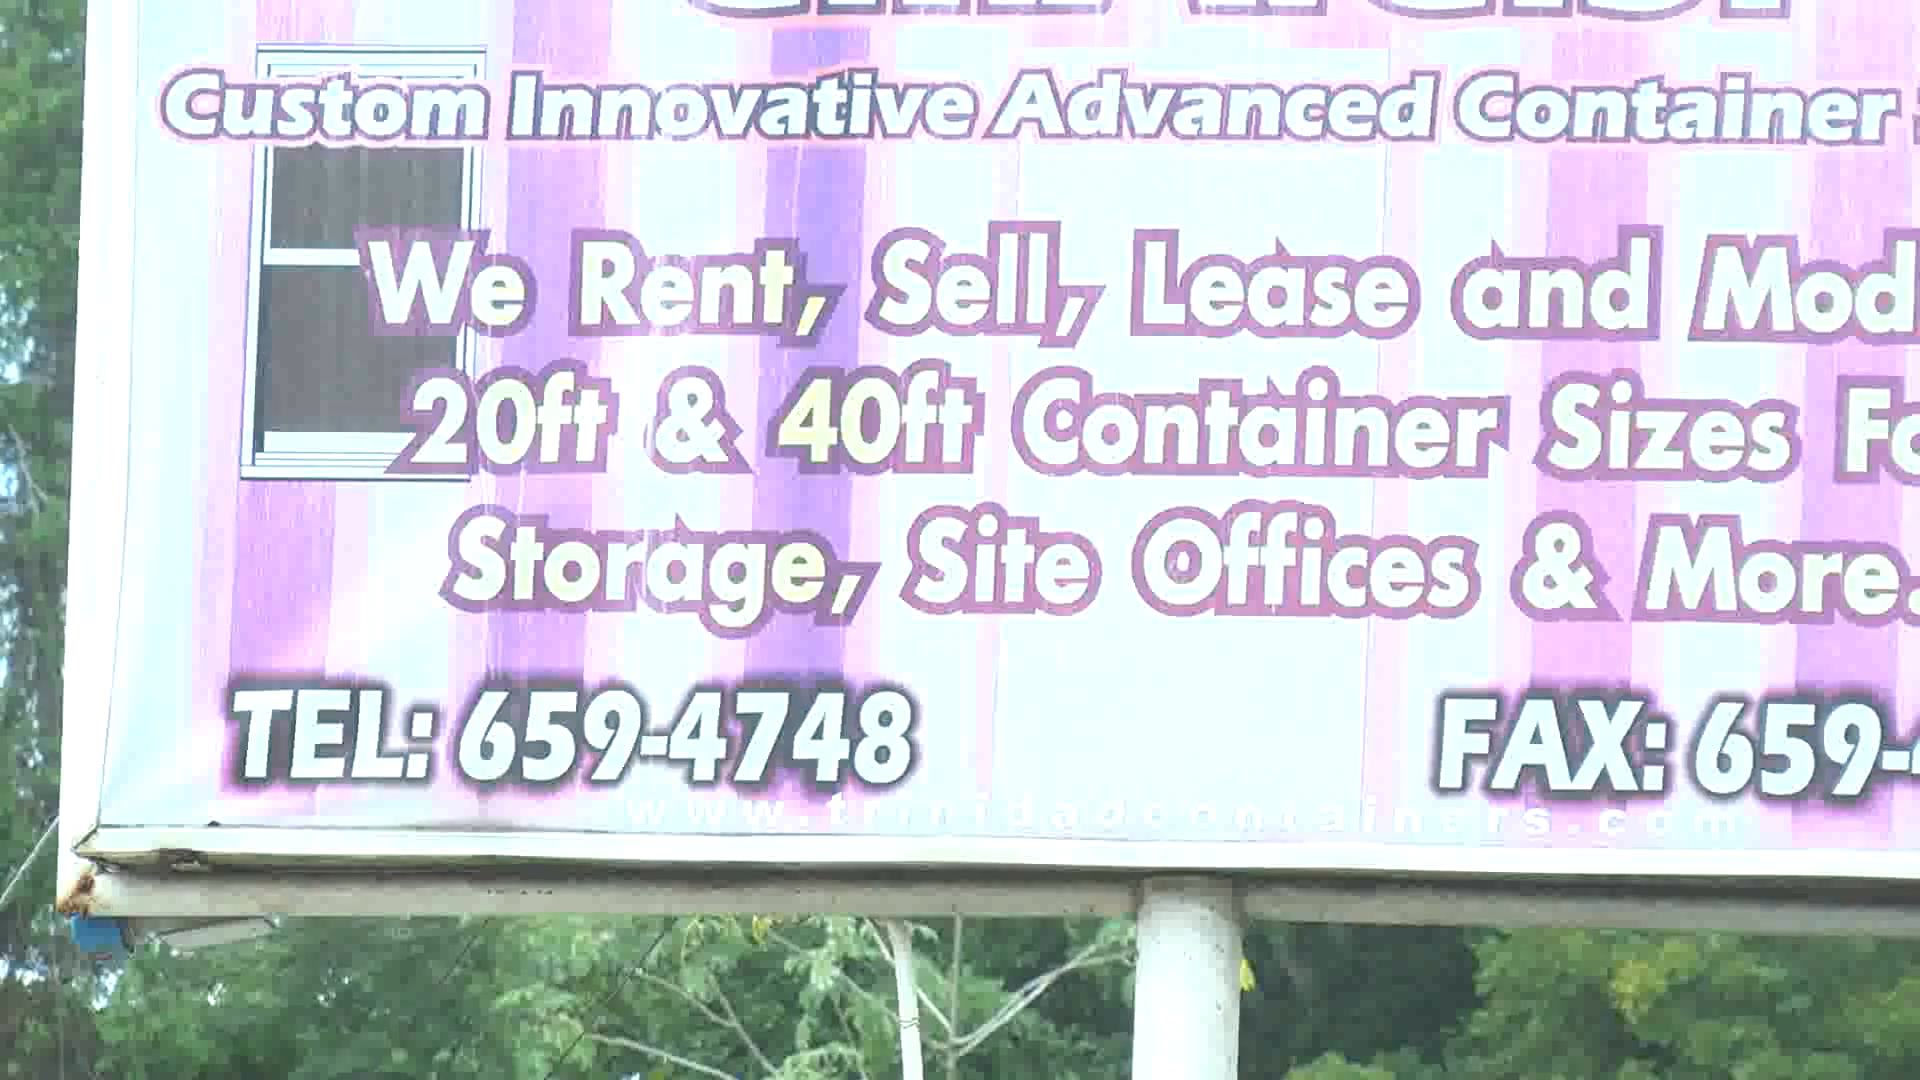 Custom Innovative Advanced Container
We Rent, Sell, Lease and Mod
20ft & 40ft Container Sizes Fo
Storage, Site Offices & More.
TEL: 659-4748 FAX: 659-
www.trinidadcontainers.com